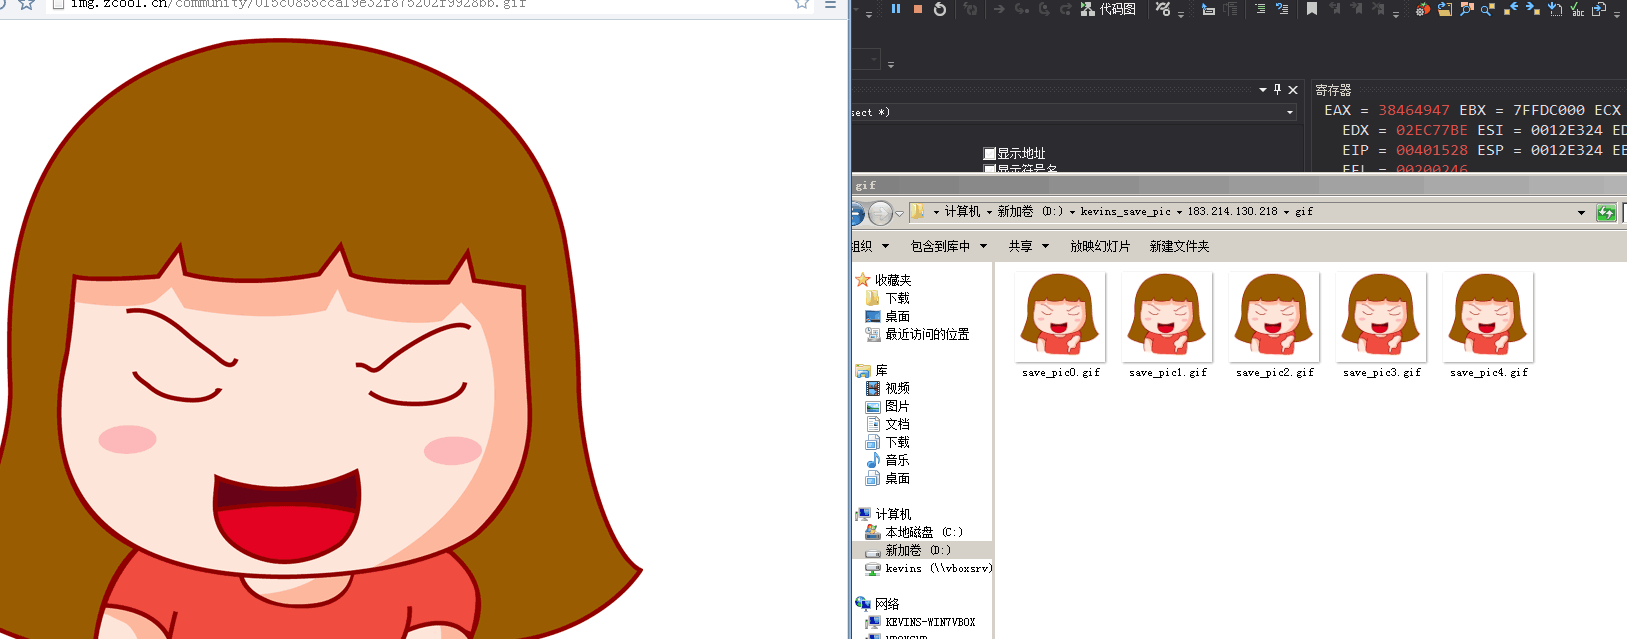 img.zcool.cn/community/015c0855cca19e32f875202f9928bb.gif
代码图
sect *)
显示地址
显示符号名
寄存器
EAX = 38464947 EBX = 7FFDC000 ECX
EDX = 02EC77BE ESI = 0012E324 ED
EIP = 00401528 ESP = 0012E324 EB
EFL = 00200246
gif
计算机 新加卷 (D:) kevins_save_pic 183.214.130.218 gif
组织 包含到库中 共享 放映幻灯片 新建文件夹
收藏夹
下载
桌面
最近访问的位置
库
视频
图片
文档
下载
音乐
桌面
计算机
本地磁盘 (C:)
新加卷 (D:)
kevins (\\vboxsrv)
网络
KEVINS-WIN7VBOX
save_pic0.gif save_pic1.gif save_pic2.gif save_pic3.gif save_pic4.gif